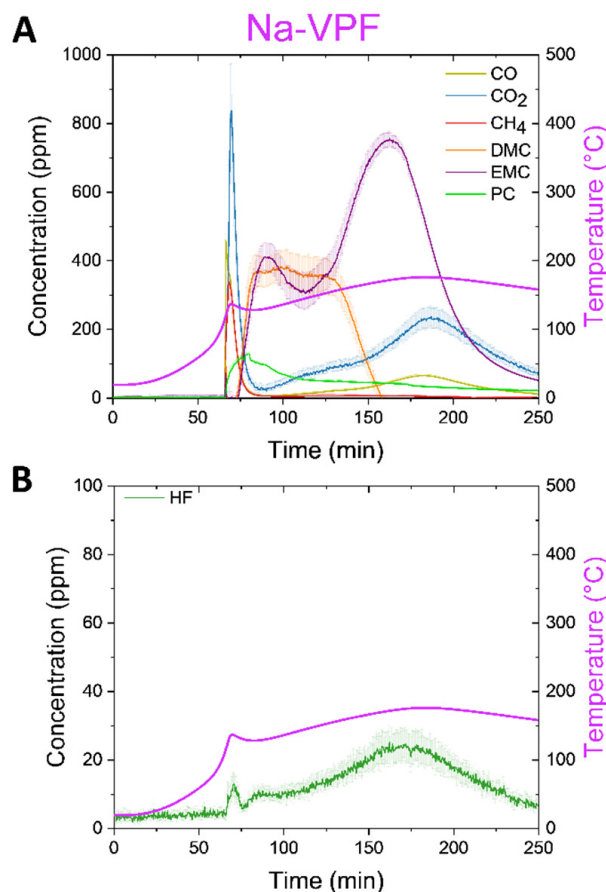 A
Na-VPF
Concentration (ppm)
1000
800
600
400
200
0
CO
CO₂
CH₄
DMC
EMC
PC
500
400
300
200
100
0
Temperature (°C)
0
50
100
150
200
250
Time (min)
B
Concentration (ppm)
100
80
60
40
20
0
HF
500
400
300
200
100
0
Temperature (°C)
0
50
100
150
200
250
Time (min)